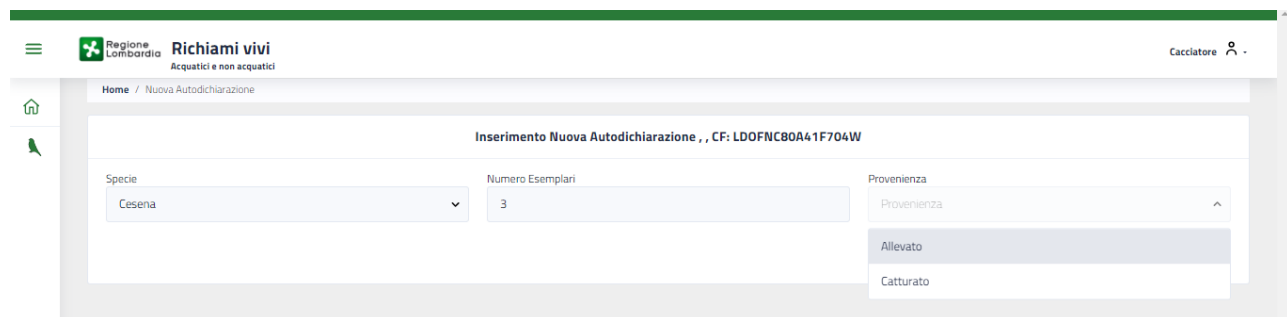 Regione
Lombardia
Richiami vivi
Acquatici e non acquatici
Cacciatore
Home / Nuova Autodichiarazione
Inserimento Nuova Autodichiarazione , , CF: LDOFNC80A41F704W
Specie
Numero Esemplari
Provenienza
Cesena
3
Provenienza
Allevato
Catturato